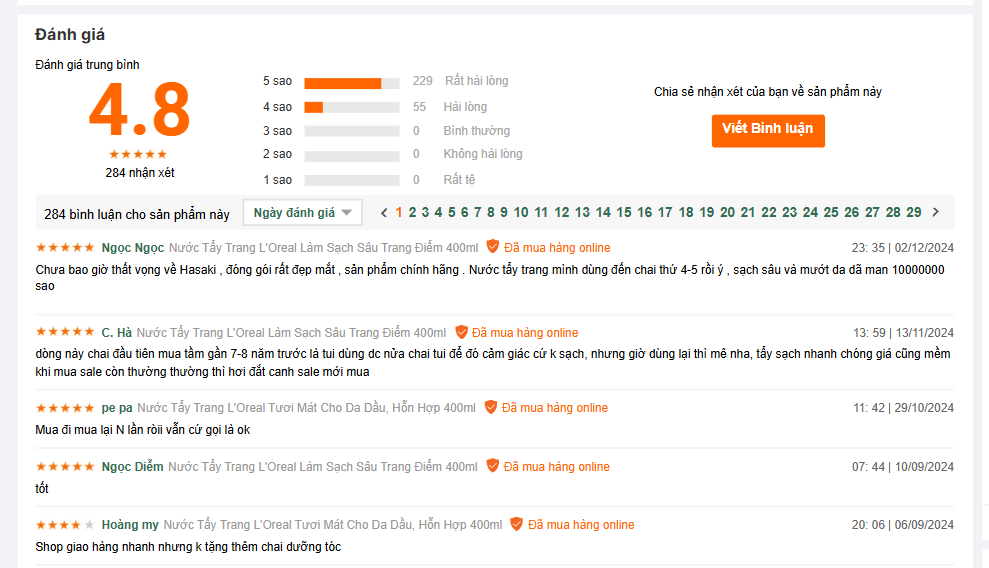 Đánh giá
Đánh giá trung bình
4.8
284 nhận xét
5 sao 229 Rất hài lòng
4 sao 55 Hài lòng
3 sao 0 Bình thường
2 sao 0 Không hài lòng
1 sao 0 Rất tệ
Chia sẻ nhận xét của bạn về sản phẩm này
Viết Bình luận
284 bình luận cho sản phẩm này Ngày đánh giá 1 2 3 4 5 6 7 8 9 10 11 12 13 14 15 16 17 18 19 20 21 22 23 24 25 26 27 28 29
Ngọc Ngọc Nước Tẩy Trang L'Oreal Làm Sạch Sâu Trang Điểm 400ml Đã mua hàng online 23: 35 | 02/12/2024
Chưa bao giờ thất vọng về Hasaki , đóng gói rất đẹp mắt , sản phẩm chính hãng . Nước tẩy trang mình dùng đến chai thứ 4-5 rồi ý , sạch sâu và mướt da dã man 10000000
sao
C. Hà Nước Tẩy Trang L'Oreal Làm Sạch Sâu Trang Điểm 400ml Đã mua hàng online 13: 59 | 13/11/2024
dòng này chai đầu tiên mua tầm gần 7-8 năm trước là tui dùng dc nửa chai tui để đó cảm giác cứ k sạch, nhưng giờ dùng lại thì mê nha, tẩy sạch nhanh chóng giá cũng mềm
khi mua sale còn thường thường thì hơi đắt canh sale mới mua
pe pa Nước Tẩy Trang L'Oreal Tươi Mát Cho Da Dầu, Hỗn Hợp 400ml Đã mua hàng online 11: 42 | 29/10/2024
Mua đi mua lại N lần ròii vẫn cứ gọi là ok
Ngọc Diễm Nước Tẩy Trang L'Oreal Làm Sạch Sâu Trang Điểm 400ml Đã mua hàng online 07: 44 | 10/09/2024
tốt
Hoàng my Nước Tẩy Trang L'Oreal Tươi Mát Cho Da Dầu, Hỗn Hợp 400ml Đã mua hàng online 20: 06 | 06/09/2024
Shop giao hàng nhanh nhưng k tặng thêm chai dưỡng tóc